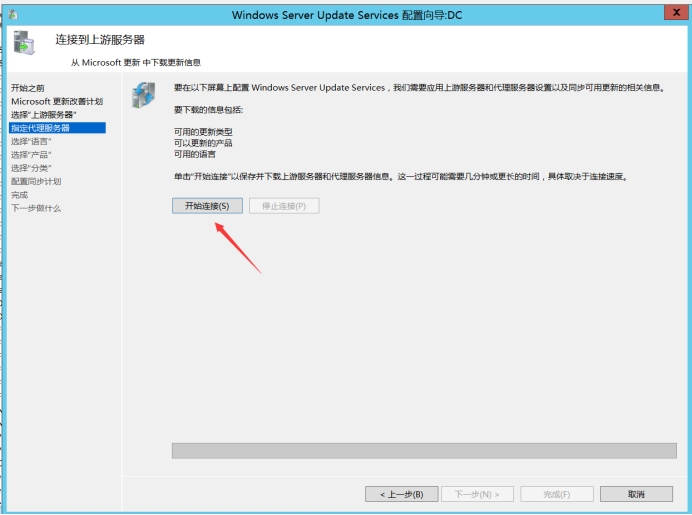 Windows Server Update Services 配置向导:DC
X
连接到上游服务器
从 Microsoft 更新 中下载更新信息
开始之前
Microsoft 更新改善计划
选择"上游服务器"
指定代理服务器
选择"语言"
选择"产品"
选择"分类"
配置同步计划
完成
下一步做什么
要在以下屏幕上配置 Windows Server Update Services，我们需要应用上游服务器和代理服务器设置以及同步可用更新的相关信息。
要下载的信息包括:
可用的更新类型
可以更新的产品
可用的语言
单击"开始连接"以保存并下载上游服务器和代理服务器信息。这一过程可能需要几分钟或更长的时间，具体取决于连接速度。
开始连接(S)
停止连接(P)
< 上一步(B)
下一步(N) >
完成(F)
取消